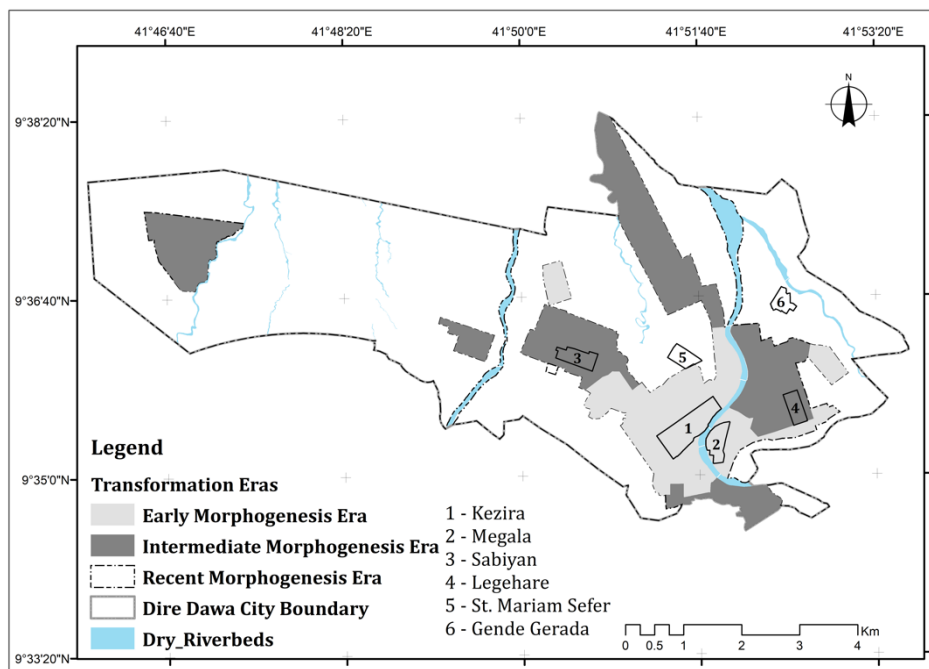 41°46'40"E 41°48'20"E 41°50'0"E 41°51'40"E 41°53'20"E
N
9°38'20"N
9°36'40"N
6
3
5
4
1
2
9°35'0"N
9°33'20"N
Legend
Transformation Eras
Early Morphogenesis Era
Intermediate Morphogenesis Era
Recent Morphogenesis Era
Dire Dawa City Boundary
Dry_Riverbeds
1 - Kezira
2 - Megala
3 - Sabiyan
4 - Legehare
5 - St. Mariam Sefer
6 - Gende Gerada
Km
0 0.5 1 2 3 4